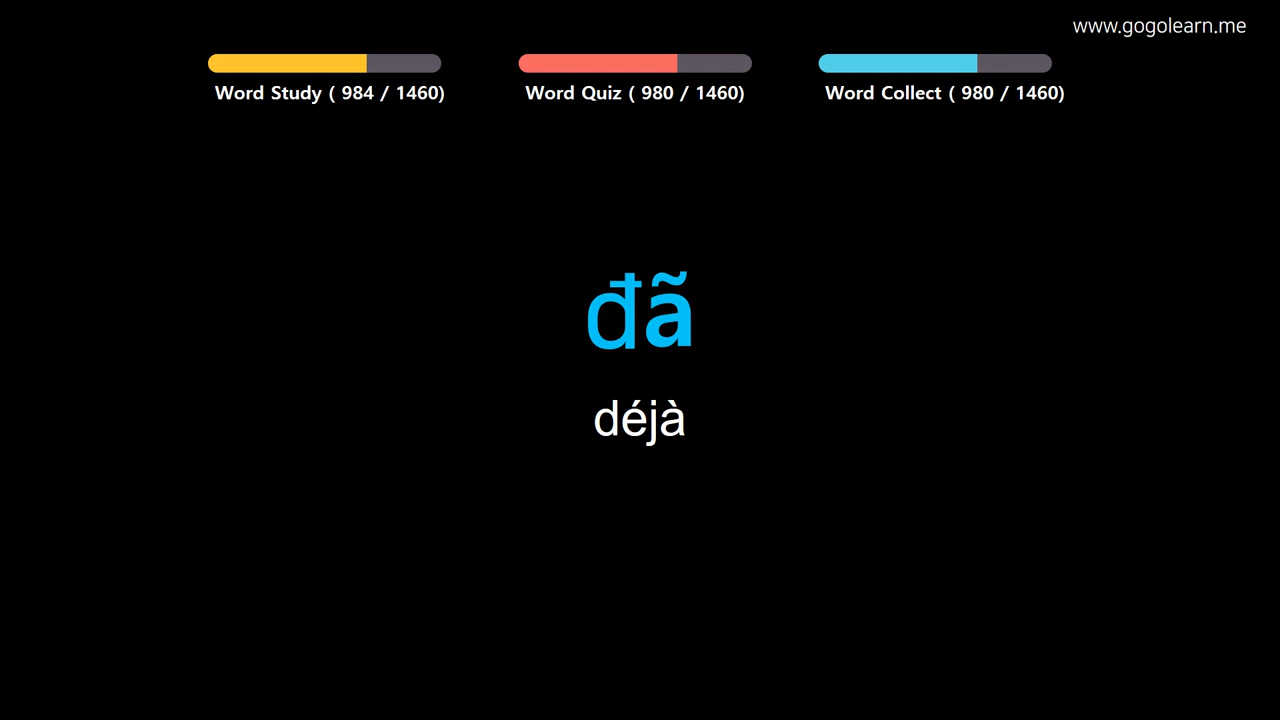 www.gogolearn.me
Word Study ( 984 / 1460)
Word Quiz ( 980 / 1460)
Word Collect ( 980 / 1460)
đã
déjà